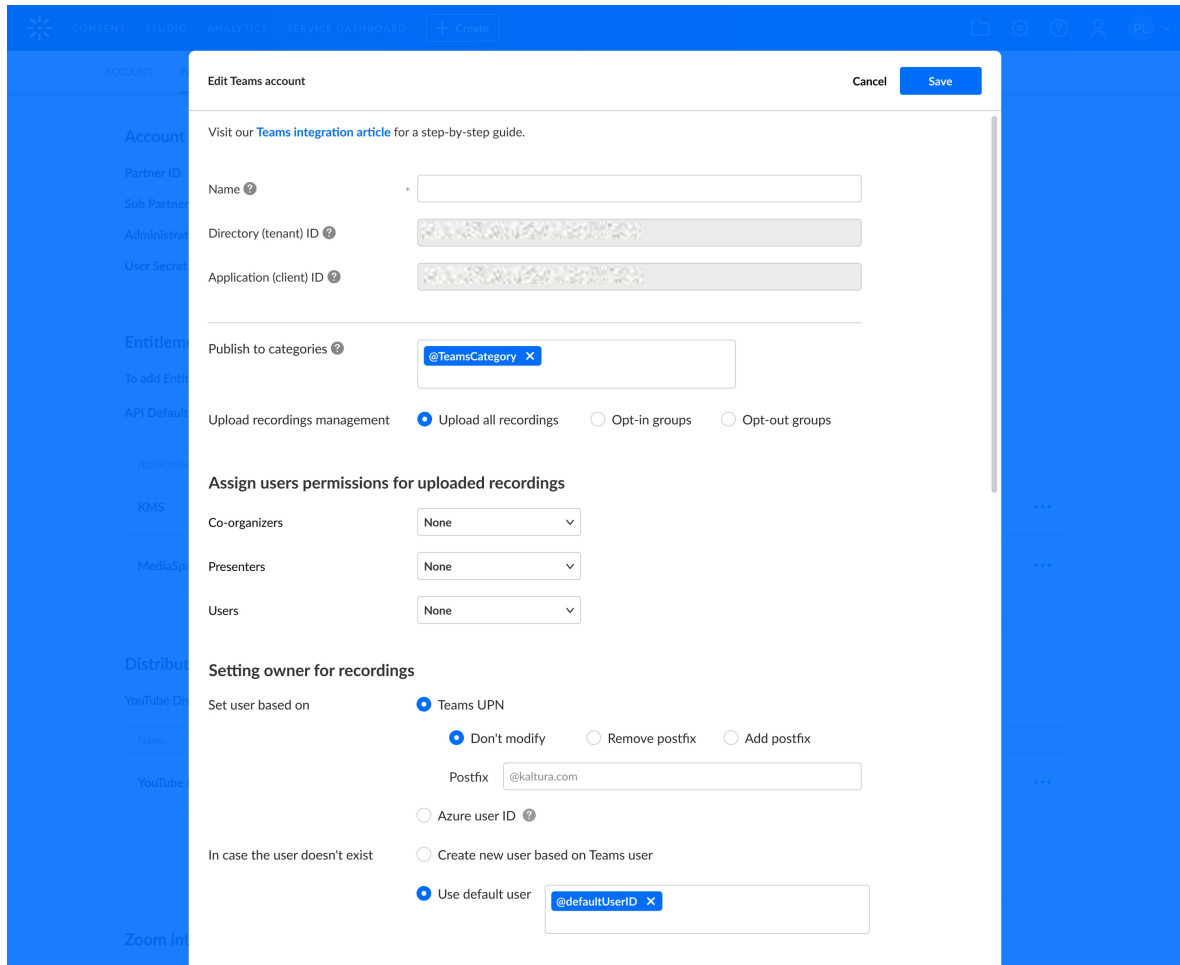 CONTENT STUDIO ANALYTICS SERVICE DASHBOARD + Create PL
ACCOUNT
Edit Teams account Cancel Save
Visit our Teams integration article for a step-by-step guide.
Account
Partner ID
Name ? *
Sub Partner
Administrat
Directory (tenant) ID ?
User Secret
Application (client) ID ?
Entitlem
Publish to categories ? @TeamsCategory ✕
To add Entit
API Default
Upload recordings management Upload all recordings Opt-in groups Opt-out groups
Application
Assign users permissions for uploaded recordings
KMS
Co-organizers None
MediaSpa
Presenters None
Users None
Distribut
Setting owner for recordings
YouTube Dis
Set user based on Teams UPN
Name
Don't modify Remove postfix Add postfix
YouTube
Postfix @kaltura.com
Azure user ID ?
In case the user doesn't exist Create new user based on Teams user
Use default user @defaultUserID ✕
Zoom int